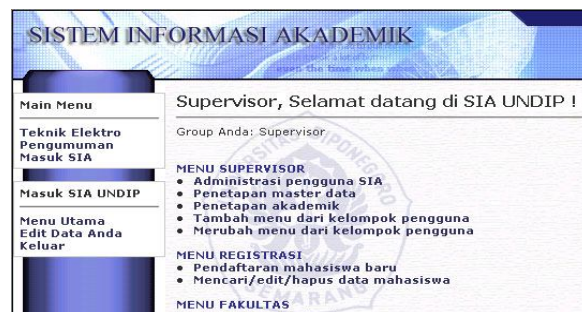 SISTEM INFORMASI AKADEMIK
Main Menu
Teknik Elektro
Pengumuman
Masuk SIA
Masuk SIA UNDIP
Menu Utama
Edit Data Anda
Keluar
Supervisor, Selamat datang di SIA UNDIP !
Group Anda: Supervisor
MENU SUPERVISOR
• Administrasi pengguna SIA
• Penetapan master data
• Penetapan akademik
• Tambah menu dari kelompok pengguna
• Merubah menu dari kelompok pengguna
MENU REGISTRASI
• Pendaftaran mahasiswa baru
• Mencari/edit/hapus data mahasiswa
MENU FAKULTAS